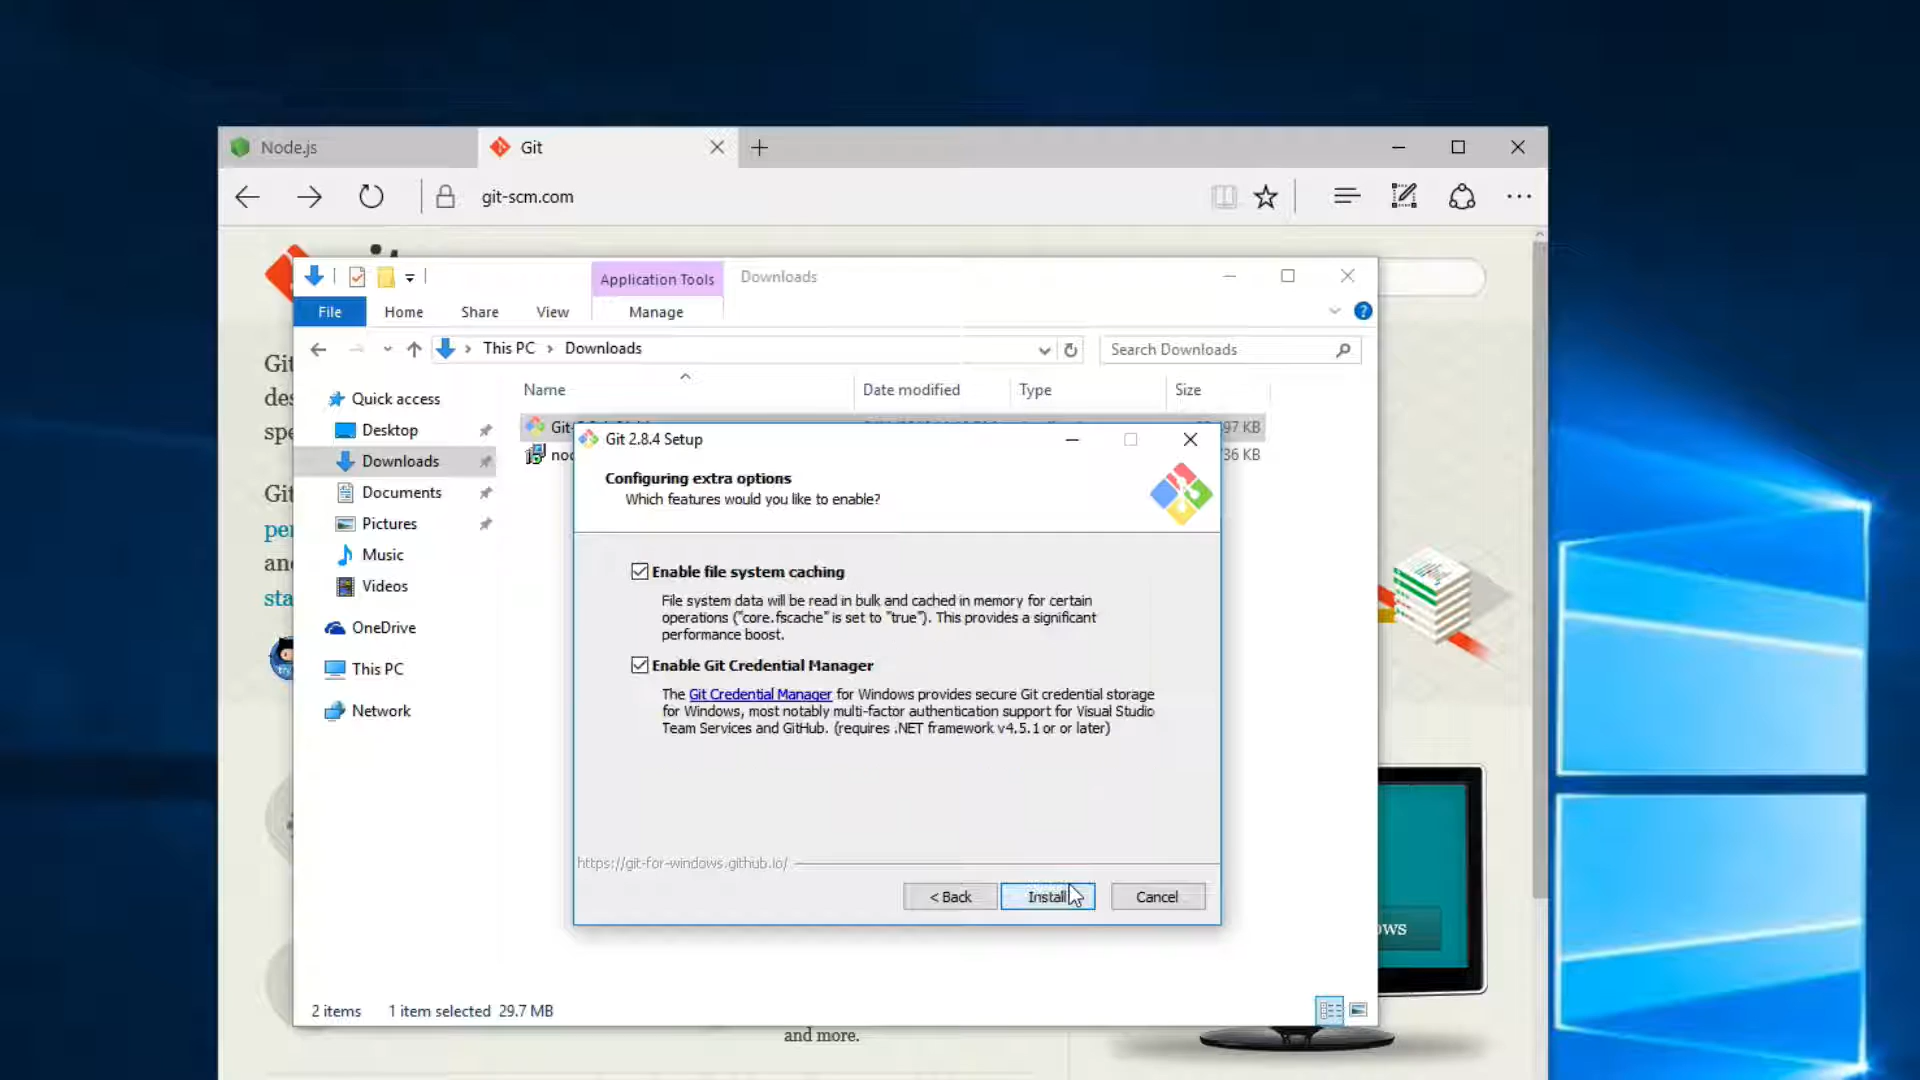 Node.js
Git
git-scm.com
Application Tools
Downloads
File
Home
Share
View
Manage
This PC
Downloads
Search Downloads
Name
Date modified
Type
Size
Quick access
Desktop
Downloads
Documents
Pictures
Music
Videos
OneDrive
This PC
Network
Git 2.8.4 Setup
Configuring extra options
Which features would you like to enable?
Enable file system caching
File system data will be read in bulk and cached in memory for certain
operations ("core.fscache" is set to "true"). This provides a significant
performance boost.
Enable Git Credential Manager
The Git Credential Manager for Windows provides secure Git credential storage
for Windows, most notably multi-factor authentication support for Visual Studio
Team Services and GitHub. (requires .NET framework v4.5.1 or or later)
https://git-for-windows.github.io/
< Back
Install
Cancel
2 items
1 item selected 29.7 MB
and more.